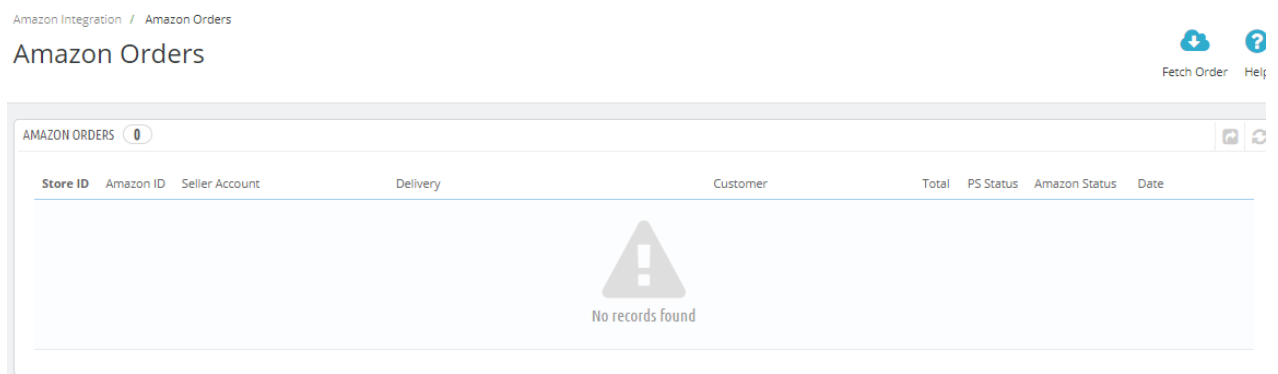 Amazon Integration / Amazon Orders
Amazon Orders
Fetch Order Help
AMAZON ORDERS 0
Store ID Amazon ID Seller Account Delivery Customer Total PS Status Amazon Status Date
No records found